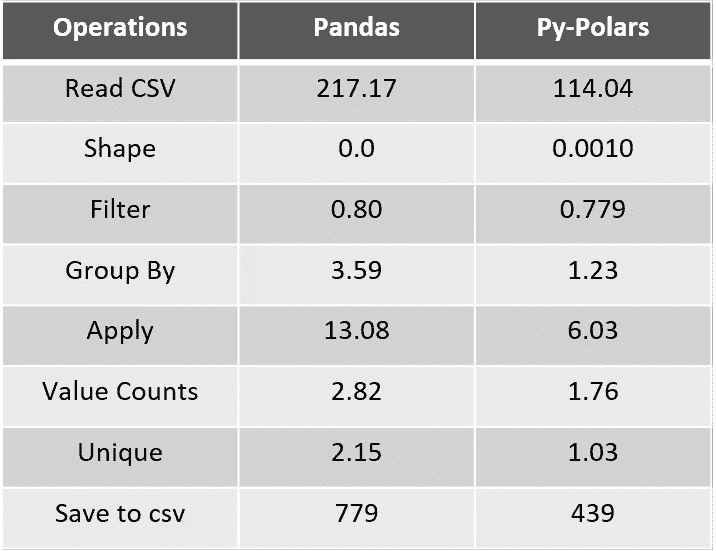 Operations Pandas Py-Polars
Read CSV 217.17 114.04
Shape 0.0 0.0010
Filter 0.80 0.779
Group By 3.59 1.23
Apply 13.08 6.03
Value Counts 2.82 1.76
Unique 2.15 1.03
Save to csv 779 439